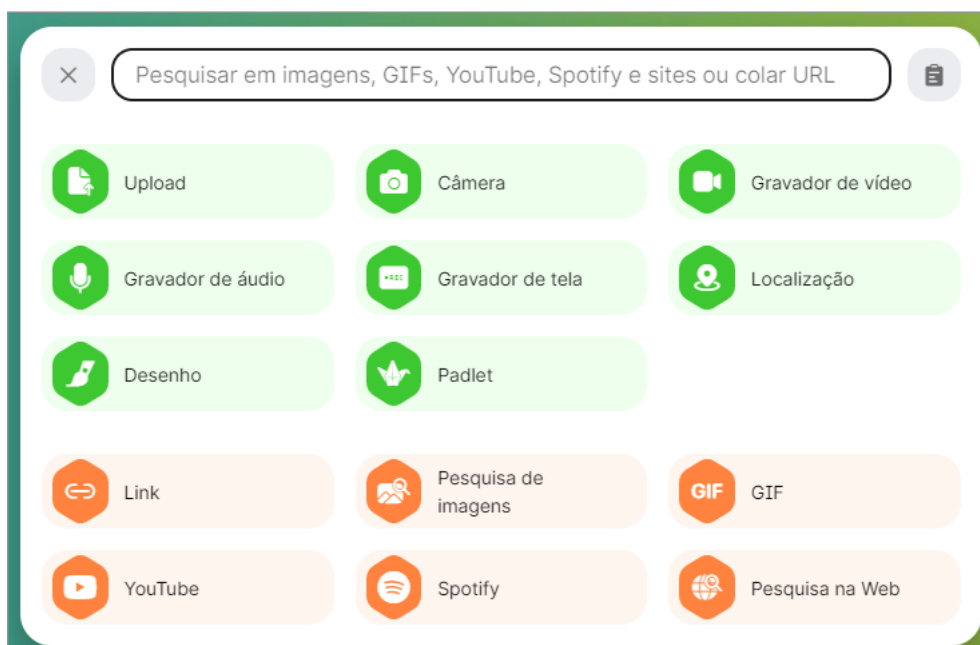 Pesquisar em imagens, GIFs, YouTube, Spotify e sites ou colar URL
Upload
Câmera
Gravador de vídeo
Gravador de áudio
REC
Gravador de tela
Localização
Desenho
Padlet
Link
Pesquisa de
imagens
GIF
GIF
YouTube
Spotify
Pesquisa na Web